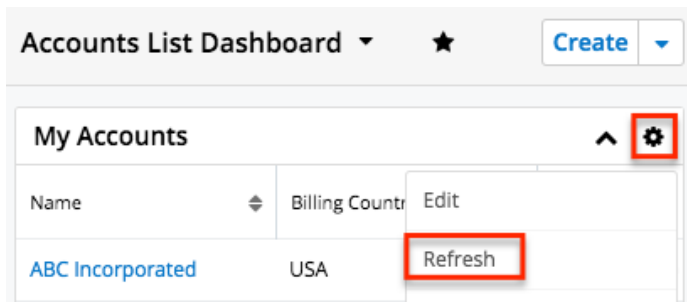 Accounts List Dashboard
Create
My Accounts
Name
Billing Countr
Edit
ABC Incorporated
USA
Refresh